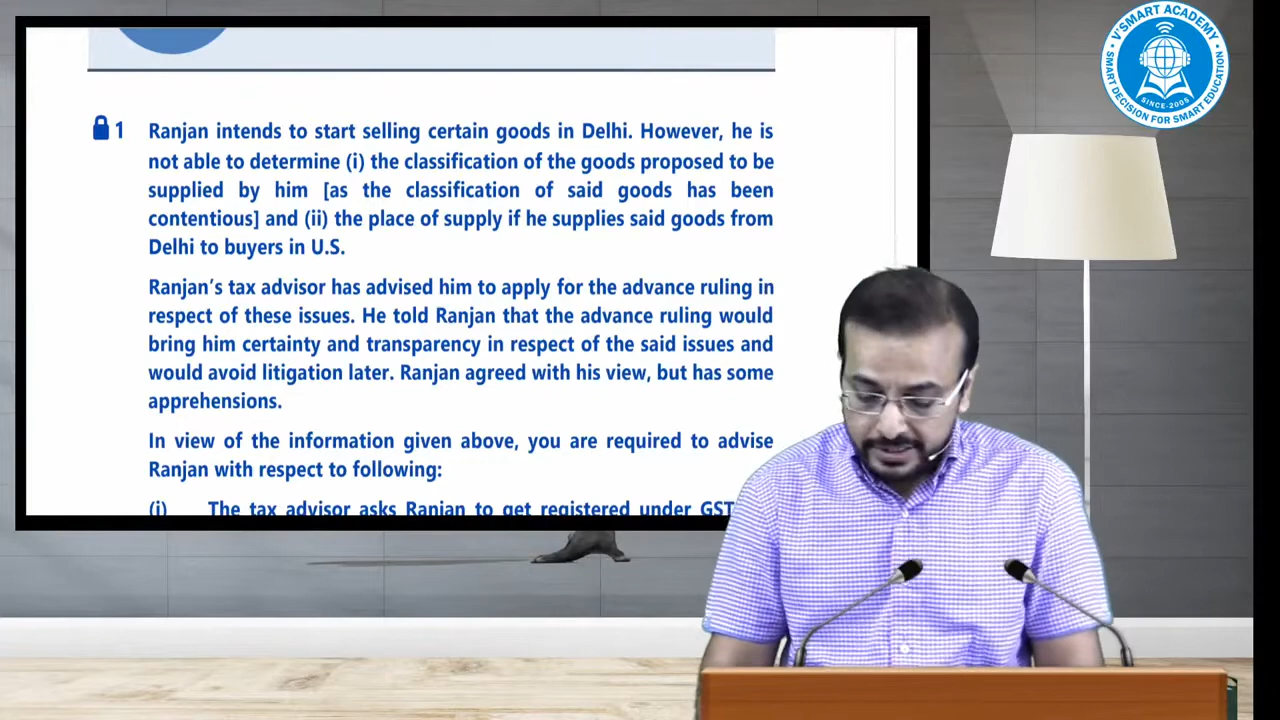 V'SMART ACADEMY
SMART DECISION FOR SMART EDUCATION
SINCE-2005
1 Ranjan intends to start selling certain goods in Delhi. However, he is
not able to determine (i) the classification of the goods proposed to be
supplied by him [as the classification of said goods has been
contentious] and (ii) the place of supply if he supplies said goods from
Delhi to buyers in U.S.
Ranjan's tax advisor has advised him to apply for the advance ruling in
respect of these issues. He told Ranjan that the advance ruling would
bring him certainty and transparency in respect of the said issues and
would avoid litigation later. Ranjan agreed with his view, but has some
apprehensions.
In view of the information given above, you are required to advise
Ranjan with respect to following:
(i) The tax advisor asks Ranjan to get registered under GST